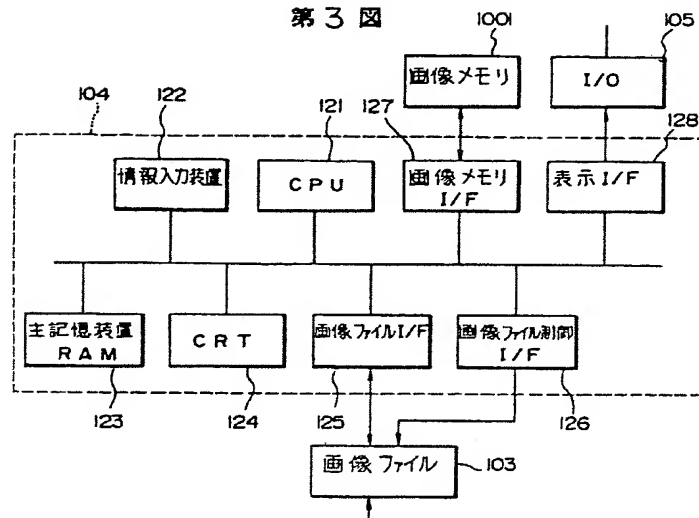 第3図
1001
105
画像メモリ
I/O
104
122
121
127
128
情報入力装置
CPU
画像メモリ
I/F
表示I/F
主記憶装置
RAM
CRT
画像ファイルI/F
画像ファイル制御
I/F
123
124
125
126
画像ファイル
103